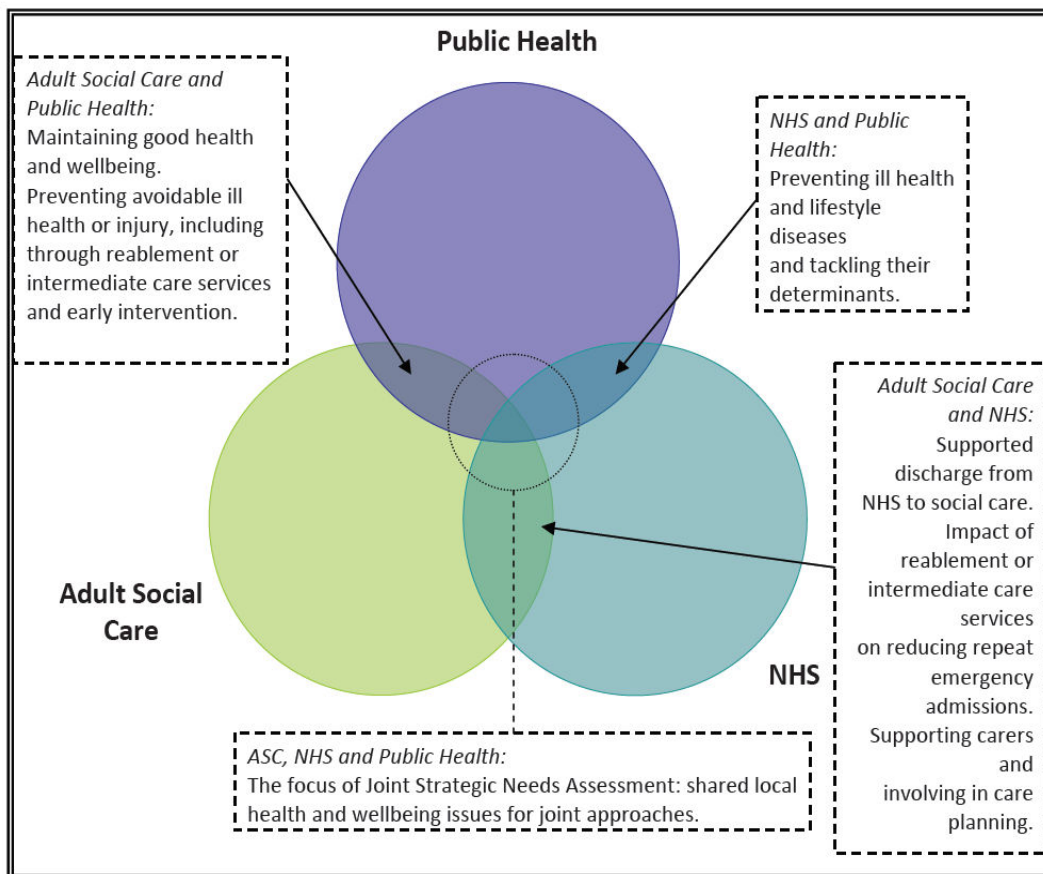 Public Health
Adult Social Care and
Public Health:
Maintaining good health
and wellbeing.
Preventing avoidable ill
health or injury, including
through reablement or
intermediate care services
and early intervention.
NHS and Public
Health:
Preventing ill health
and lifestyle
diseases
and tackling their
determinants.
Adult Social Care
and NHS:
Supported
discharge from
NHS to social care.
Impact of
reablement or
intermediate care
services
on reducing repeat
emergency
admissions.
Supporting carers
and
involving in care
planning.
Adult Social
Care
NHS
ASC, NHS and Public Health:
The focus of Joint Strategic Needs Assessment: shared local
health and wellbeing issues for joint approaches.